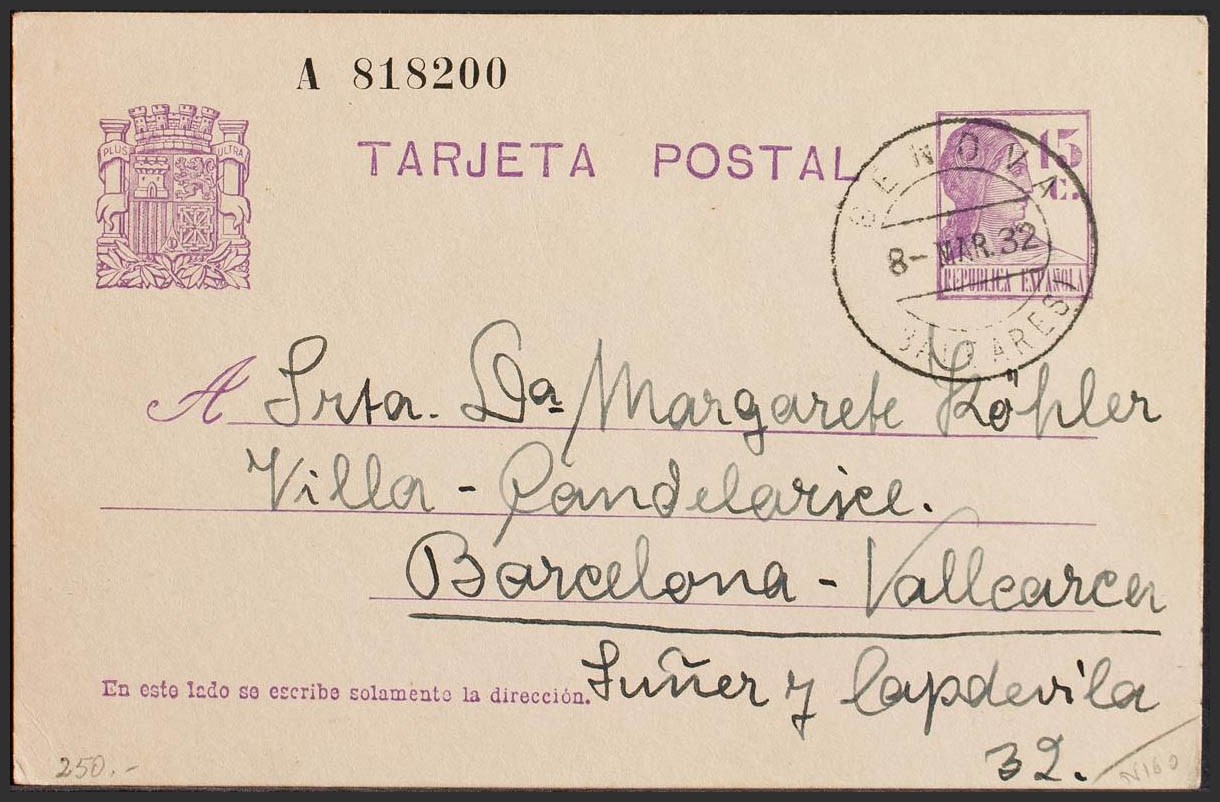 A 818200
PLUS ULTRA
TARJETA POSTAL
15 C.
REPUBLICA ESPAÑOLA
GENOVA
8- MAR.32
BALEARES
A Srta. Da Margarete Köhler
Villa - Candelaria.
Barcelona - Vallcarca
Suñer y Capdevila
32.
En este lado se escribe solamente la dirección.
250.-